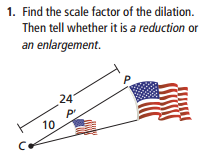 1. Find the scale factor of the dilation.
Then tell whether it is a reduction or
an enlargement.
P
24
P'
10
C